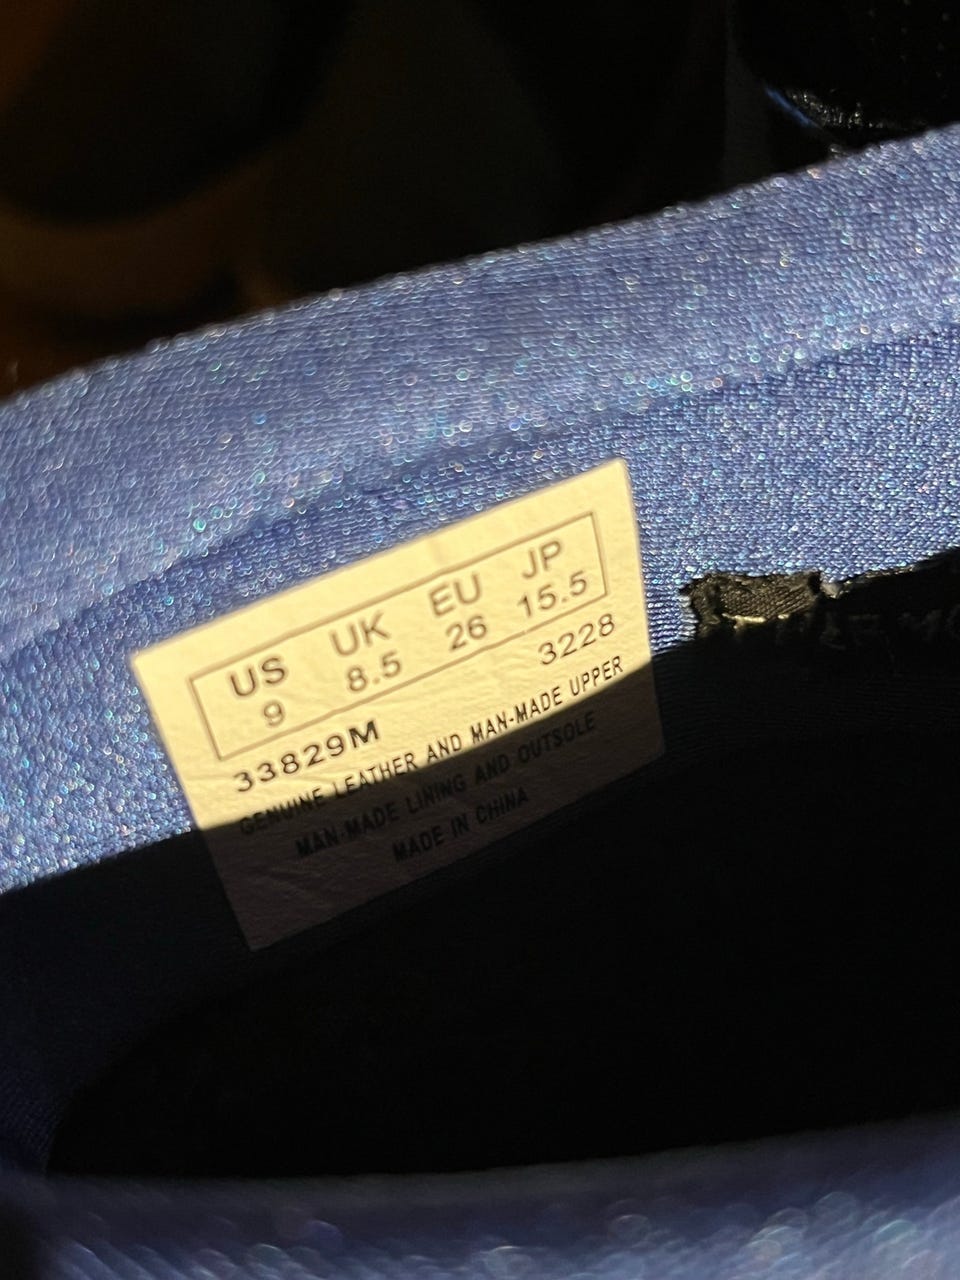 US UK EU JP
9 8.5 26 15.5
33829M 3228
GENUINE LEATHER AND MAN-MADE UPPER
MAN-MADE LINING AND OUTSOLE
MADE IN CHINA